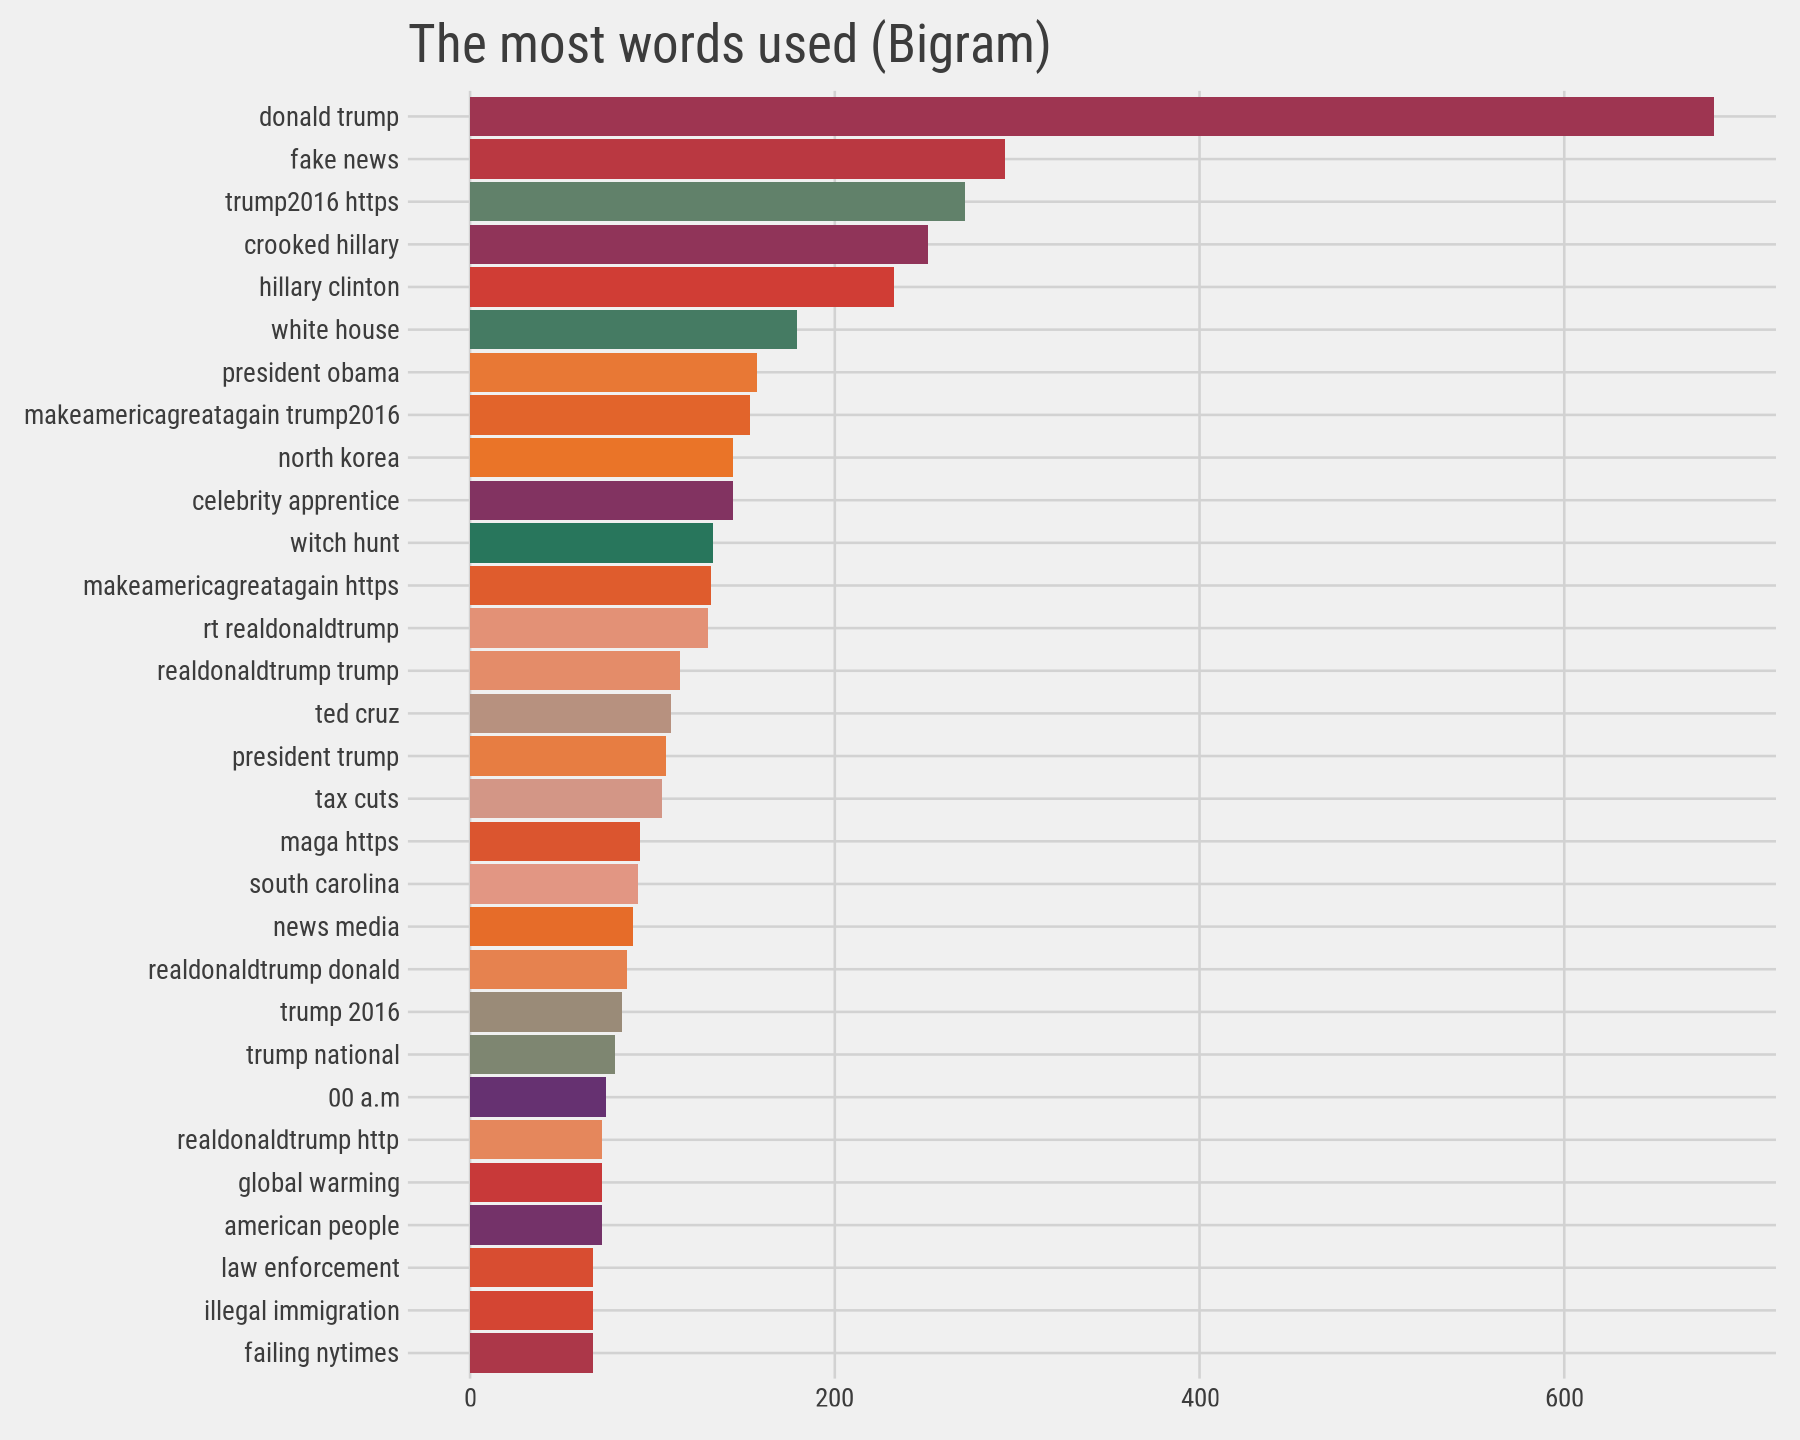 The most words used (Bigram)
donald trump
fake news
trump2016 https
crooked hillary
hillary clinton
white house
president obama
makeamericagreatagain trump2016
north korea
celebrity apprentice
witch hunt
makeamericagreatagain https
rt realdonaldtrump
realdonaldtrump trump
ted cruz
president trump
tax cuts
maga https
south carolina
news media
realdonaldtrump donald
trump 2016
trump national
00 a.m
realdonaldtrump http
global warming
american people
law enforcement
illegal immigration
failing nytimes
0 200 400 600